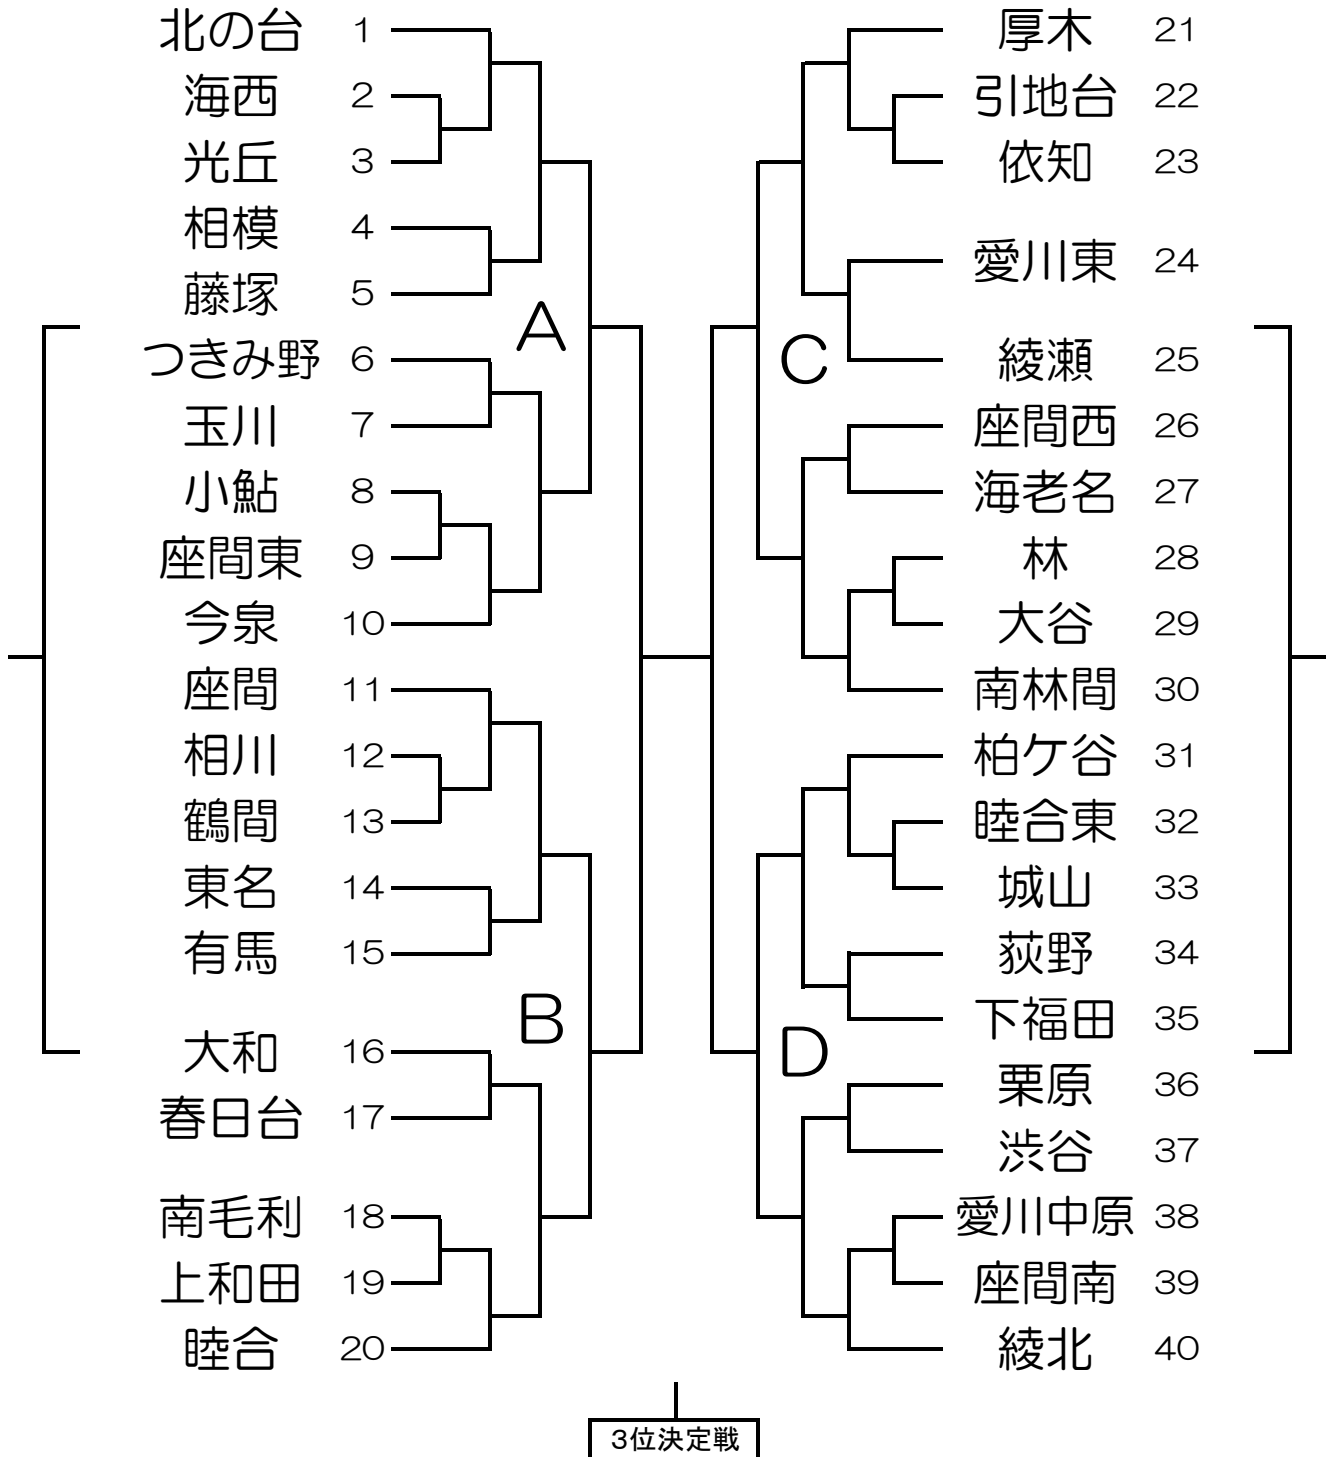 北の台 1
海西 2
光丘 3
相模 4
藤塚 5
A
つきみ野 6
玉川 7
小鮎 8
座間東 9
今泉 10
座間 11
相川 12
鶴間 13
東名 14
有馬 15
B
大和 16
春日台 17
南毛利 18
上和田 19
睦合 20
厚木 21
引地台 22
依知 23
愛川東 24
C
綾瀬 25
座間西 26
海老名 27
林 28
大谷 29
南林間 30
柏ケ谷 31
睦合東 32
城山 33
荻野 34
下福田 35
D
栗原 36
渋谷 37
愛川中原 38
座間南 39
綾北 40
3位決定戦